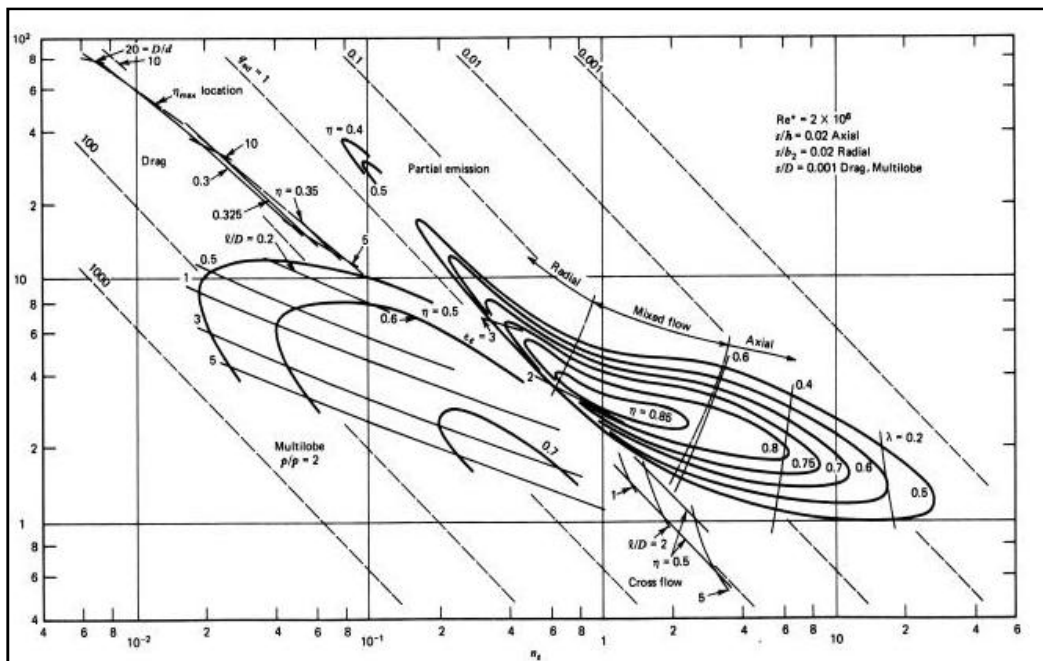 10²
8
6
4
2
10
8
6
4
2
1
8
6
4
20 = D/d
10
ηmax location
Drag
100
1000
10
0.3
0.325
η = 0.35
5
ℓ/D = 0.2
0.5
1
3
5
η = 0.5
0.6
0.7
Multilobe
η = 0.4
0.5
Partial emission
= 1
0.1
0.01
0.001
Re* = 2 × 10⁶
s/h = 0.02 Axial
s/b₂ = 0.02 Radial
s/D = 0.001 Drag, Multilobe
Radial
Mixed flow
Axial
= 3
2
0.6
0.4
λ = 0.2
η = 0.85
0.8
0.75
0.7
0.6
0.5
1
ℓ/D = 2
η = 0.5
Cross flow
5
4 6 8 10⁻² 2 4 6 8 10⁻¹ 2 4 6 8 1 2 4 6 8 10 2 4 6
nₛ